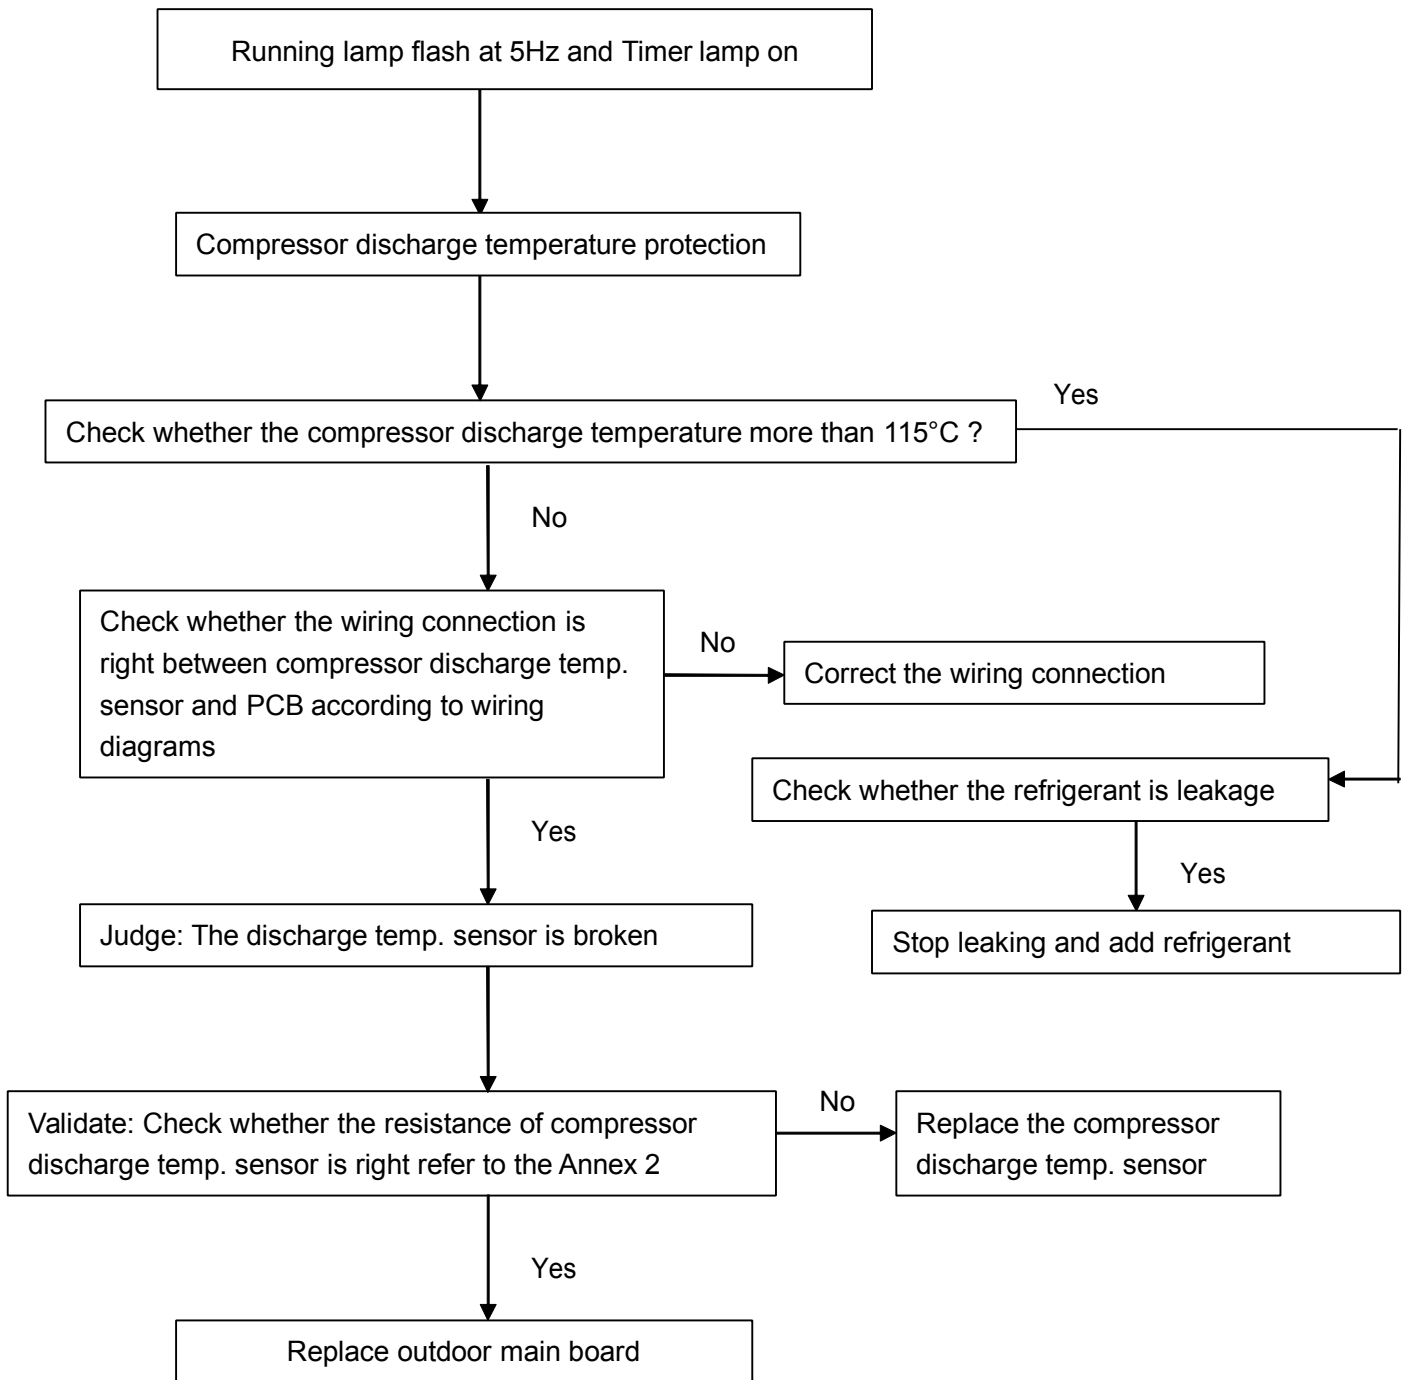 Running lamp flash at 5Hz and Timer lamp on
Compressor discharge temperature protection
Yes
Check whether the compressor discharge temperature more than 115°C ?
No
Check whether the wiring connection is
right between compressor discharge temp.
sensor and PCB according to wiring
diagrams
No
Correct the wiring connection
Check whether the refrigerant is leakage
Yes
Yes
Judge: The discharge temp. sensor is broken
Stop leaking and add refrigerant
Validate: Check whether the resistance of compressor
discharge temp. sensor is right refer to the Annex 2
No
Replace the compressor
discharge temp. sensor
Yes
Replace outdoor main board